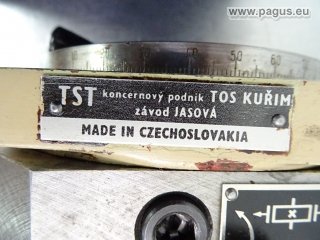 www.pagus.eu
50 60
TST koncernový podnik TOS KUŘIM
závod JASOVÁ
MADE IN CZECHOSLOVAKIA